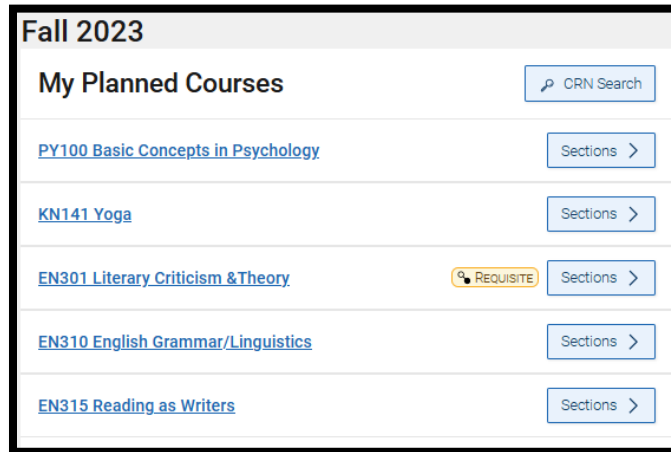 Fall 2023
My Planned Courses CRN Search
PY100 Basic Concepts in Psychology Sections
KN141 Yoga Sections
EN301 Literary Criticism &Theory REQUISITE Sections
EN310 English Grammar/Linguistics Sections
EN315 Reading as Writers Sections